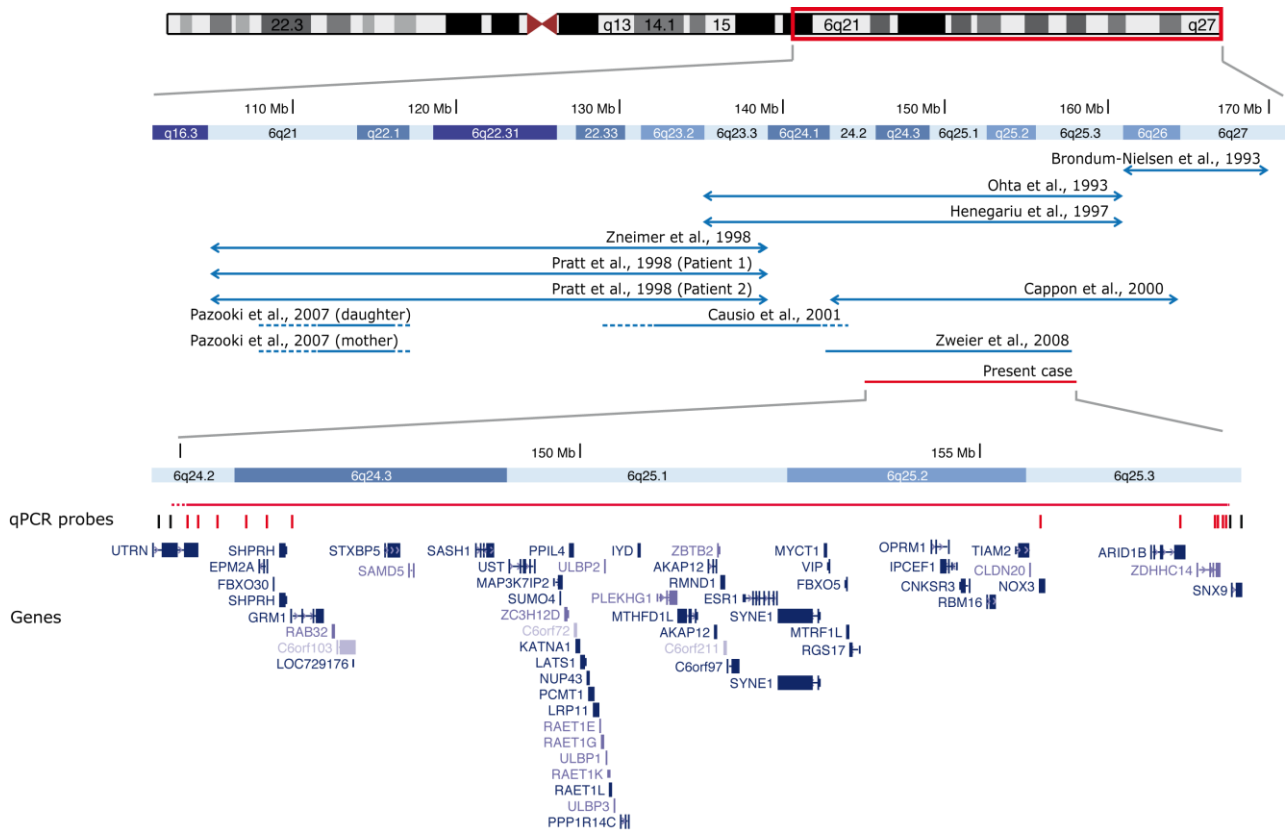 22.3 q13 14.1 15 6q21 q27
110 Mb 120 Mb 130 Mb 140 Mb 150 Mb 160 Mb 170 Mb
q16.3 6q21 q22.1 6q22.31 22.33 6q23.2 6q23.3 6q24.1 24.2 q24.3 6q25.1 q25.2 6q25.3 6q26 6q27
Brondum-Nielsen et al., 1993
Ohta et al., 1993
Henegariu et al., 1997
Zneimer et al., 1998
Pratt et al., 1998 (Patient 1)
Pratt et al., 1998 (Patient 2) Cappon et al., 2000
Pazooki et al., 2007 (daughter) Causio et al., 2001
Pazooki et al., 2007 (mother) Zweier et al., 2008
Present case
150 Mb 155 Mb
6q24.2 6q24.3 6q25.1 6q25.2 6q25.3
qPCR probes
UTRN SHPRH STXBP5 SASH1 PPIL4 IYD ZBTB2 MYCT1 OPRM1 TIAM2 ARID1B
EPM2A SAMD5 UST ULBP2 AKAP12 VIP IPCEF1 CLDN20 ZDHHC14
FBXO30 MAP3K7IP2 RMND1 FBXO5 CNKSR3 NOX3 SNX9
SHPRH SUMO4 PLEKHG1 ESR1 RBM16
Genes GRM1 ZC3H12D MTHFD1L SYNE1
RAB32 C6orf72 AKAP12 MTRF1L
C6orf103 KATNA1 C6orf211 RGS17
LOC729176 LATS1 C6orf97
NUP43 SYNE1
PCMT1
LRP11
RAET1E
RAET1G
ULBP1
RAET1K
RAET1L
ULBP3
PPP1R14C